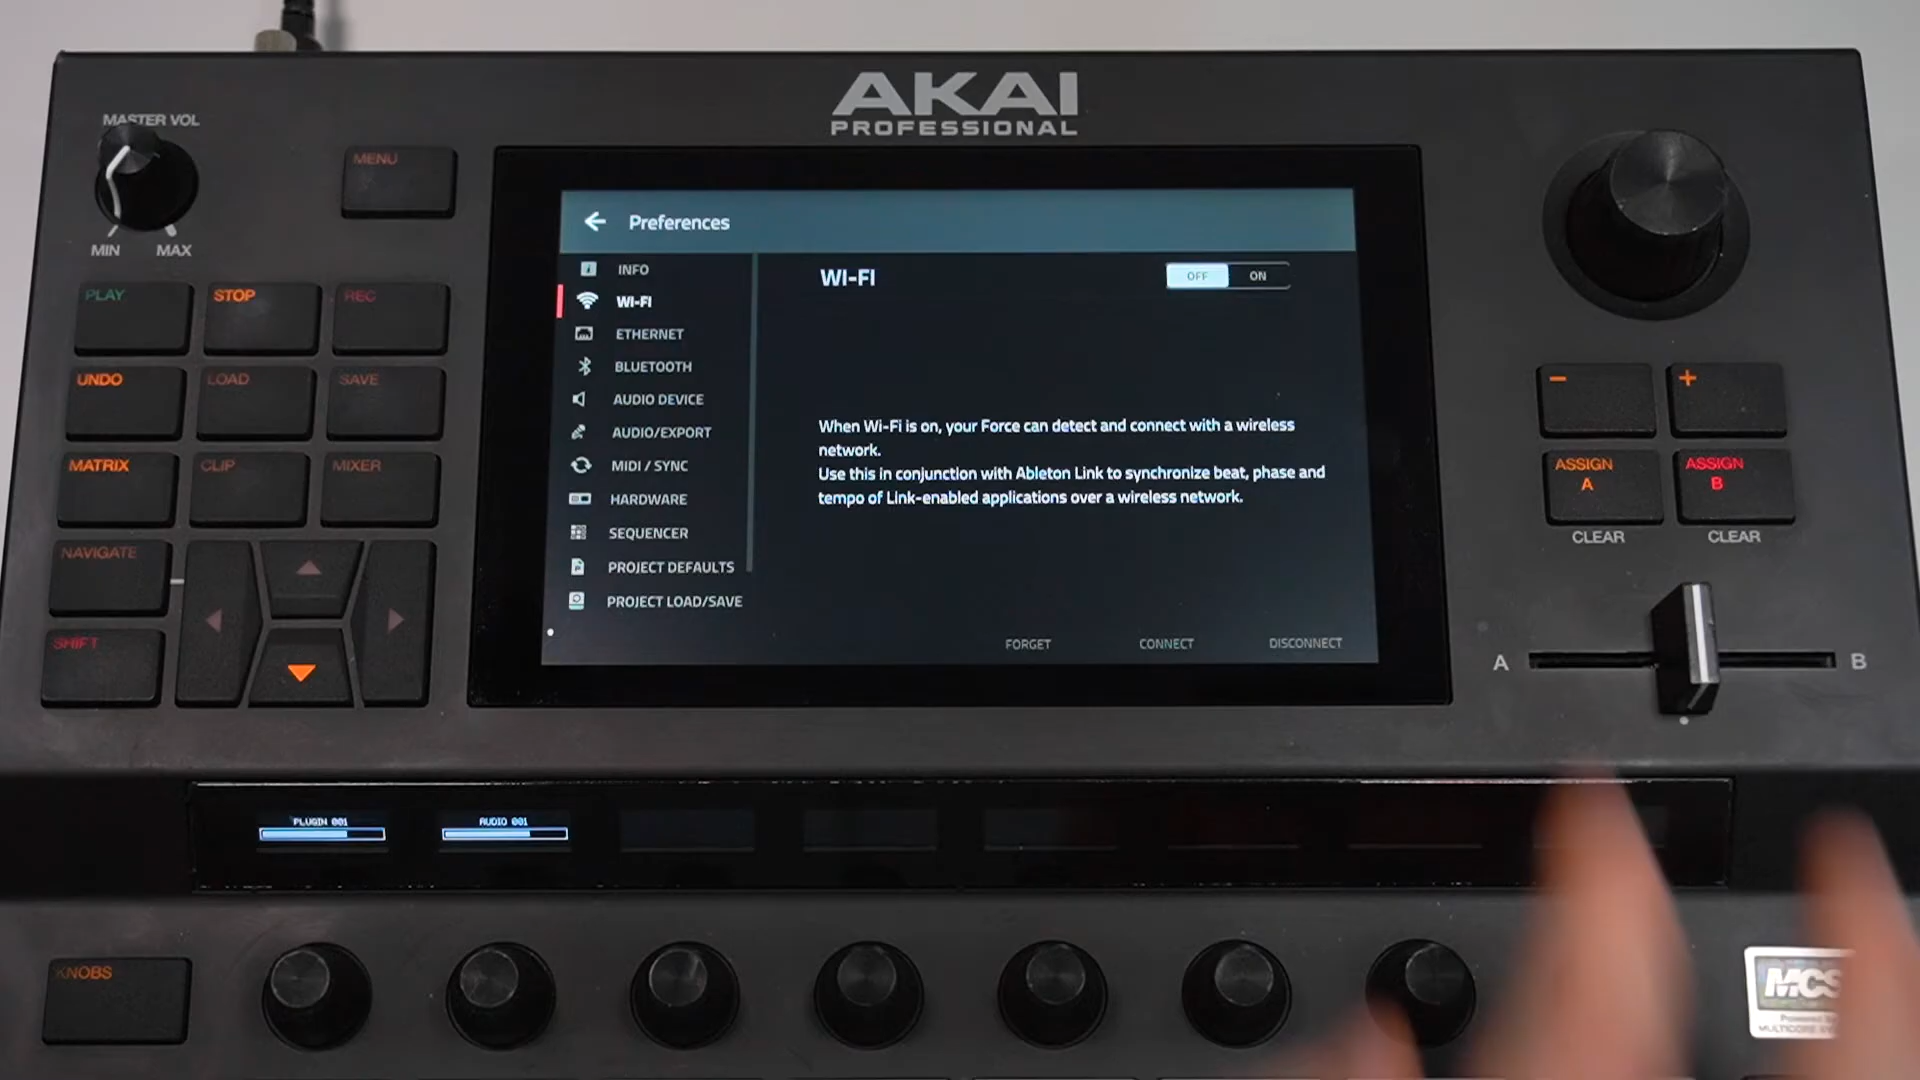 AKAI
PROFESSIONAL
MASTER VOL
MIN MAX
MENU
PLAY STOP REC
UNDO LOAD SAVE
MATRIX CLIP MIXER
NAVIGATE
SHIFT
Preferences
INFO
WI-FI
ETHERNET
BLUETOOTH
AUDIO DEVICE
AUDIO/EXPORT
MIDI / SYNC
HARDWARE
SEQUENCER
PROJECT DEFAULTS
PROJECT LOAD/SAVE
WI-FI
OFF ON
When Wi-Fi is on, your Force can detect and connect with a wireless
network.
Use this in conjunction with Ableton Link to synchronize beat, phase and
tempo of Link-enabled applications over a wireless network.
FORGET CONNECT DISCONNECT
- +
ASSIGN
A
ASSIGN
B
CLEAR CLEAR
A B
PLUGIN 001 AUDIO 001
KNOBS
MCS